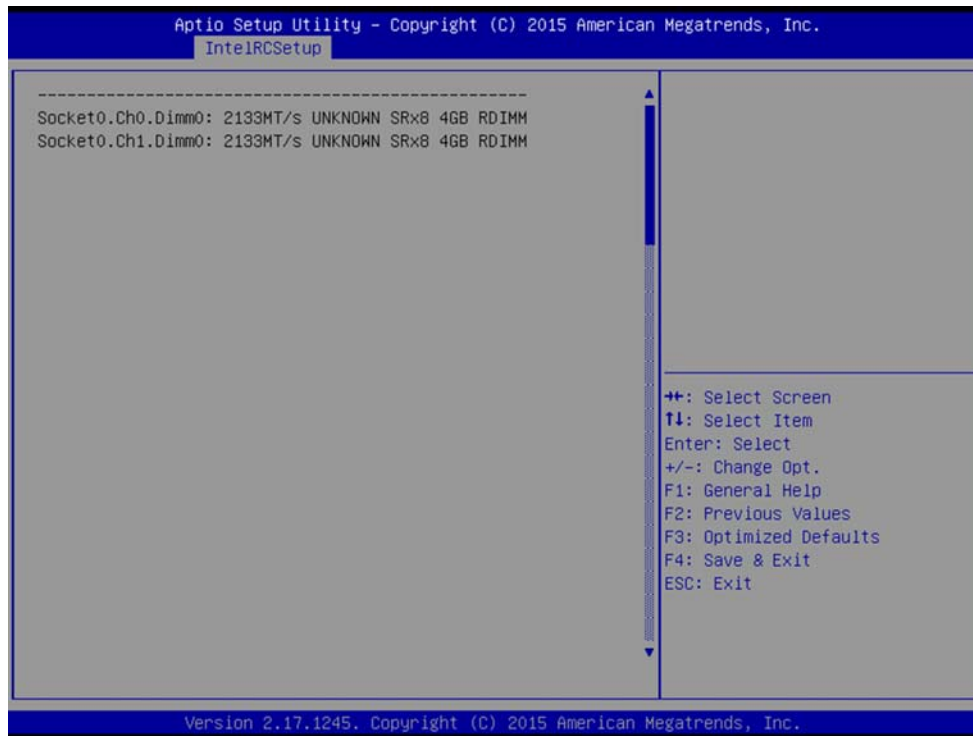 Aptio Setup Utility – Copyright (C) 2015 American Megatrends, Inc.
IntelRCSetup
--------------------------------------------------
Socket0.Ch0.Dimm0: 2133MT/s UNKNOWN SRx8 4GB RDIMM
Socket0.Ch1.Dimm0: 2133MT/s UNKNOWN SRx8 4GB RDIMM
→←: Select Screen
↑↓: Select Item
Enter: Select
+/-: Change Opt.
F1: General Help
F2: Previous Values
F3: Optimized Defaults
F4: Save & Exit
ESC: Exit
Version 2.17.1245. Copyright (C) 2015 American Megatrends, Inc.